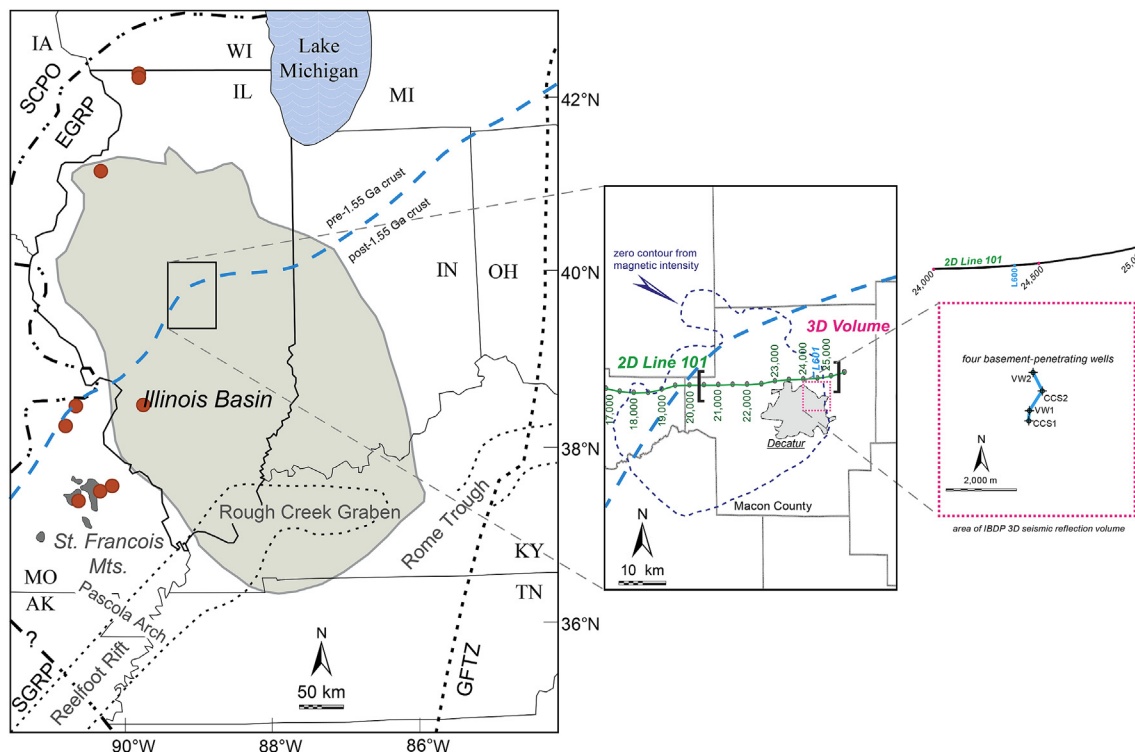 IA
WI
Lake
Michigan
SCPO
EGRP
IL
MI
42°N
pre-1.55 Ga crust
post-1.55 Ga crust
IN
OH
40°N
Illinois Basin
38°N
Rough Creek Graben
Rome Trough
St. Francois
Mts.
MO
AK
KY
TN
Pascola Arch
?
SGRP
Reelfoot Rift
N
50 km
GFTZ
36°N
90°W
88°W
86°W
zero contour from
magnetic intensity
3D Volume
2D Line 101
L601
17,000
18,000
19,000
20,000
21,000
22,000
23,000
24,000
25,000
[
]
Decatur
Macon County
N
10 km
2D Line 101
24,000
L600
24,500
25,0
four basement-penetrating wells
VW2
CCS2
VW1
CCS1
N
2,000 m
area of IBDP 3D seismic reflection volume